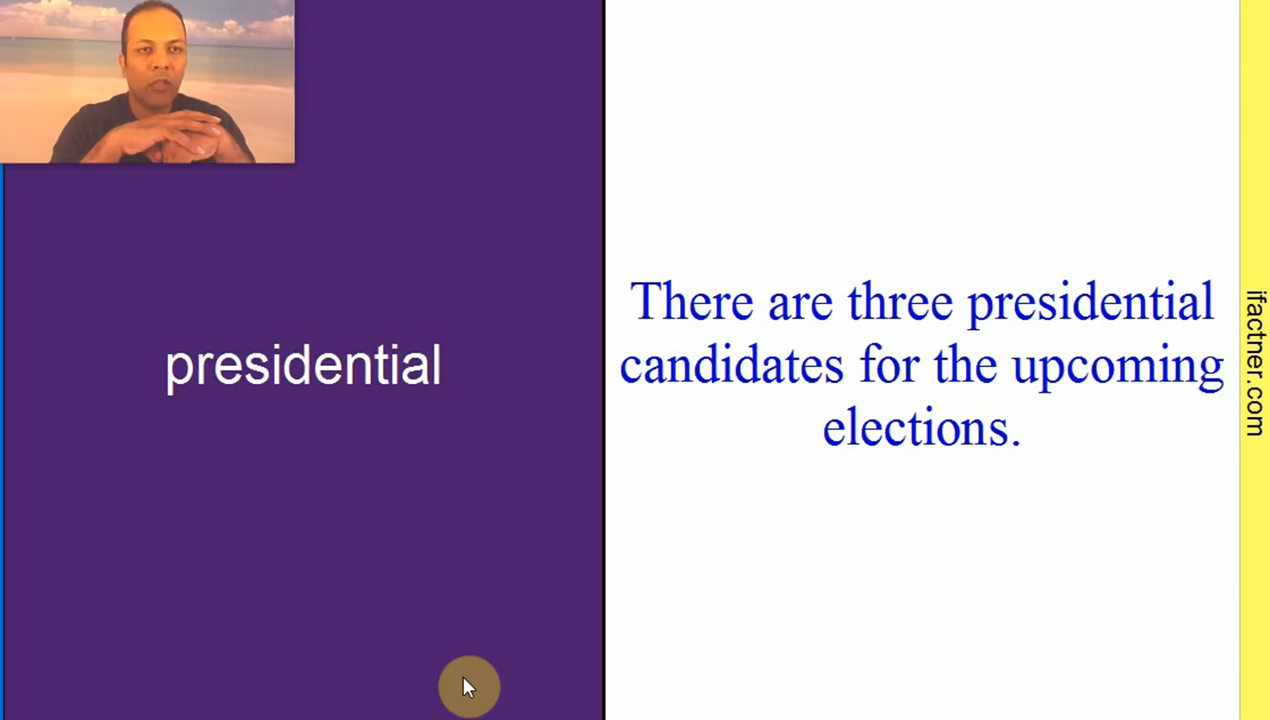 presidential
There are three presidential
candidates for the upcoming
elections.
ifactner.com